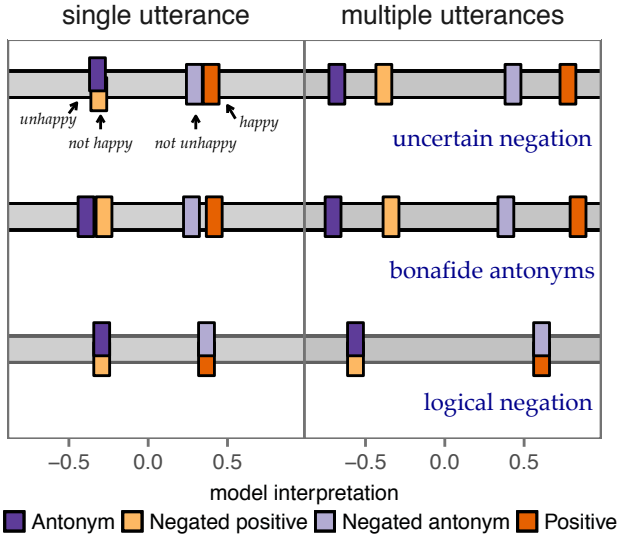 single utterance multiple utterances
unhappy
not happy
not unhappy
happy
uncertain negation
bonafide antonyms
logical negation
−0.5 0.0 0.5 −0.5 0.0 0.5
model interpretation
Antonym Negated positive Negated antonym Positive